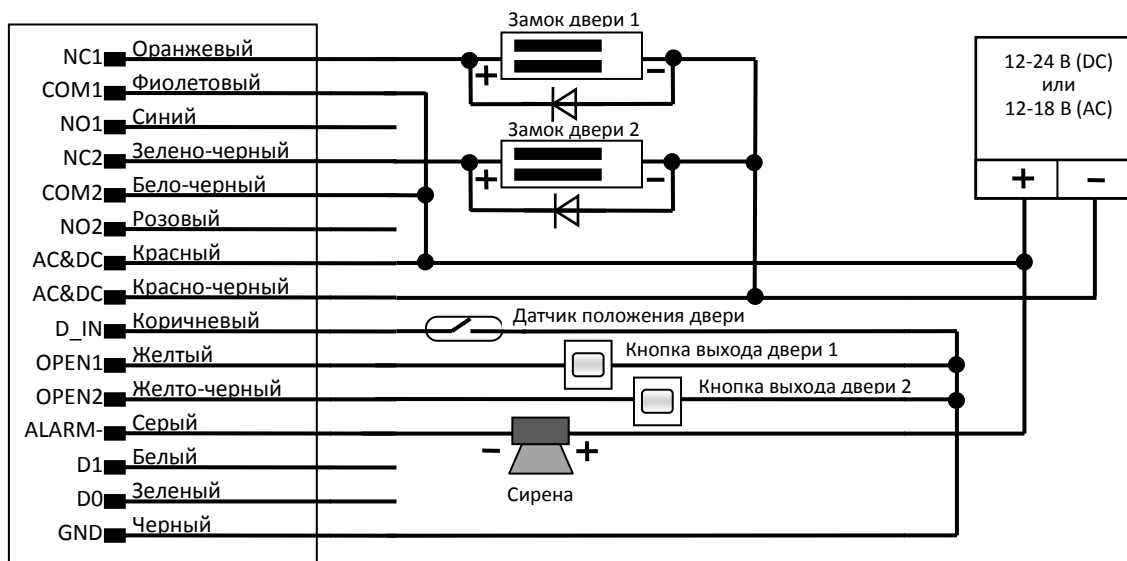 Замок двери 1
NC1 Оранжевый
+ −
12-24 В (DC)
или
12-18 В (AC)
COM1 Фиолетовый
NO1 Синий
Замок двери 2
NC2 Зелено-черный
+ −
COM2 Бело-черный
+ −
NO2 Розовый
AC&DC Красный
AC&DC Красно-черный
D_IN Коричневый
Датчик положения двери
OPEN1 Желтый
Кнопка выхода двери 1
OPEN2 Желто-черный
Кнопка выхода двери 2
ALARM- Серый
− +
D1 Белый
Сирена
D0 Зеленый
GND Черный